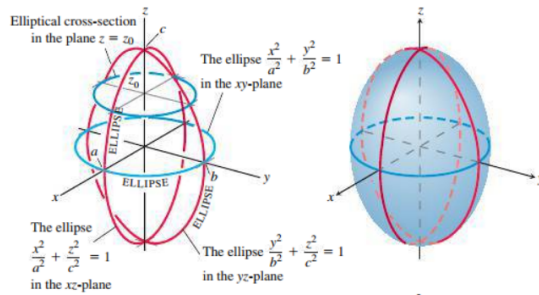 z
c
Elliptical cross-section
in the plane z = z₀
z₀
The ellipse x²/a² + y²/b² = 1
in the xy-plane
a
ELLIPSE
b
y
ELLIPSE
ELLIPSE
x
The ellipse
x²/a² + z²/c² = 1
in the xz-plane
The ellipse y²/b² + z²/c² = 1
in the yz-plane
z
x